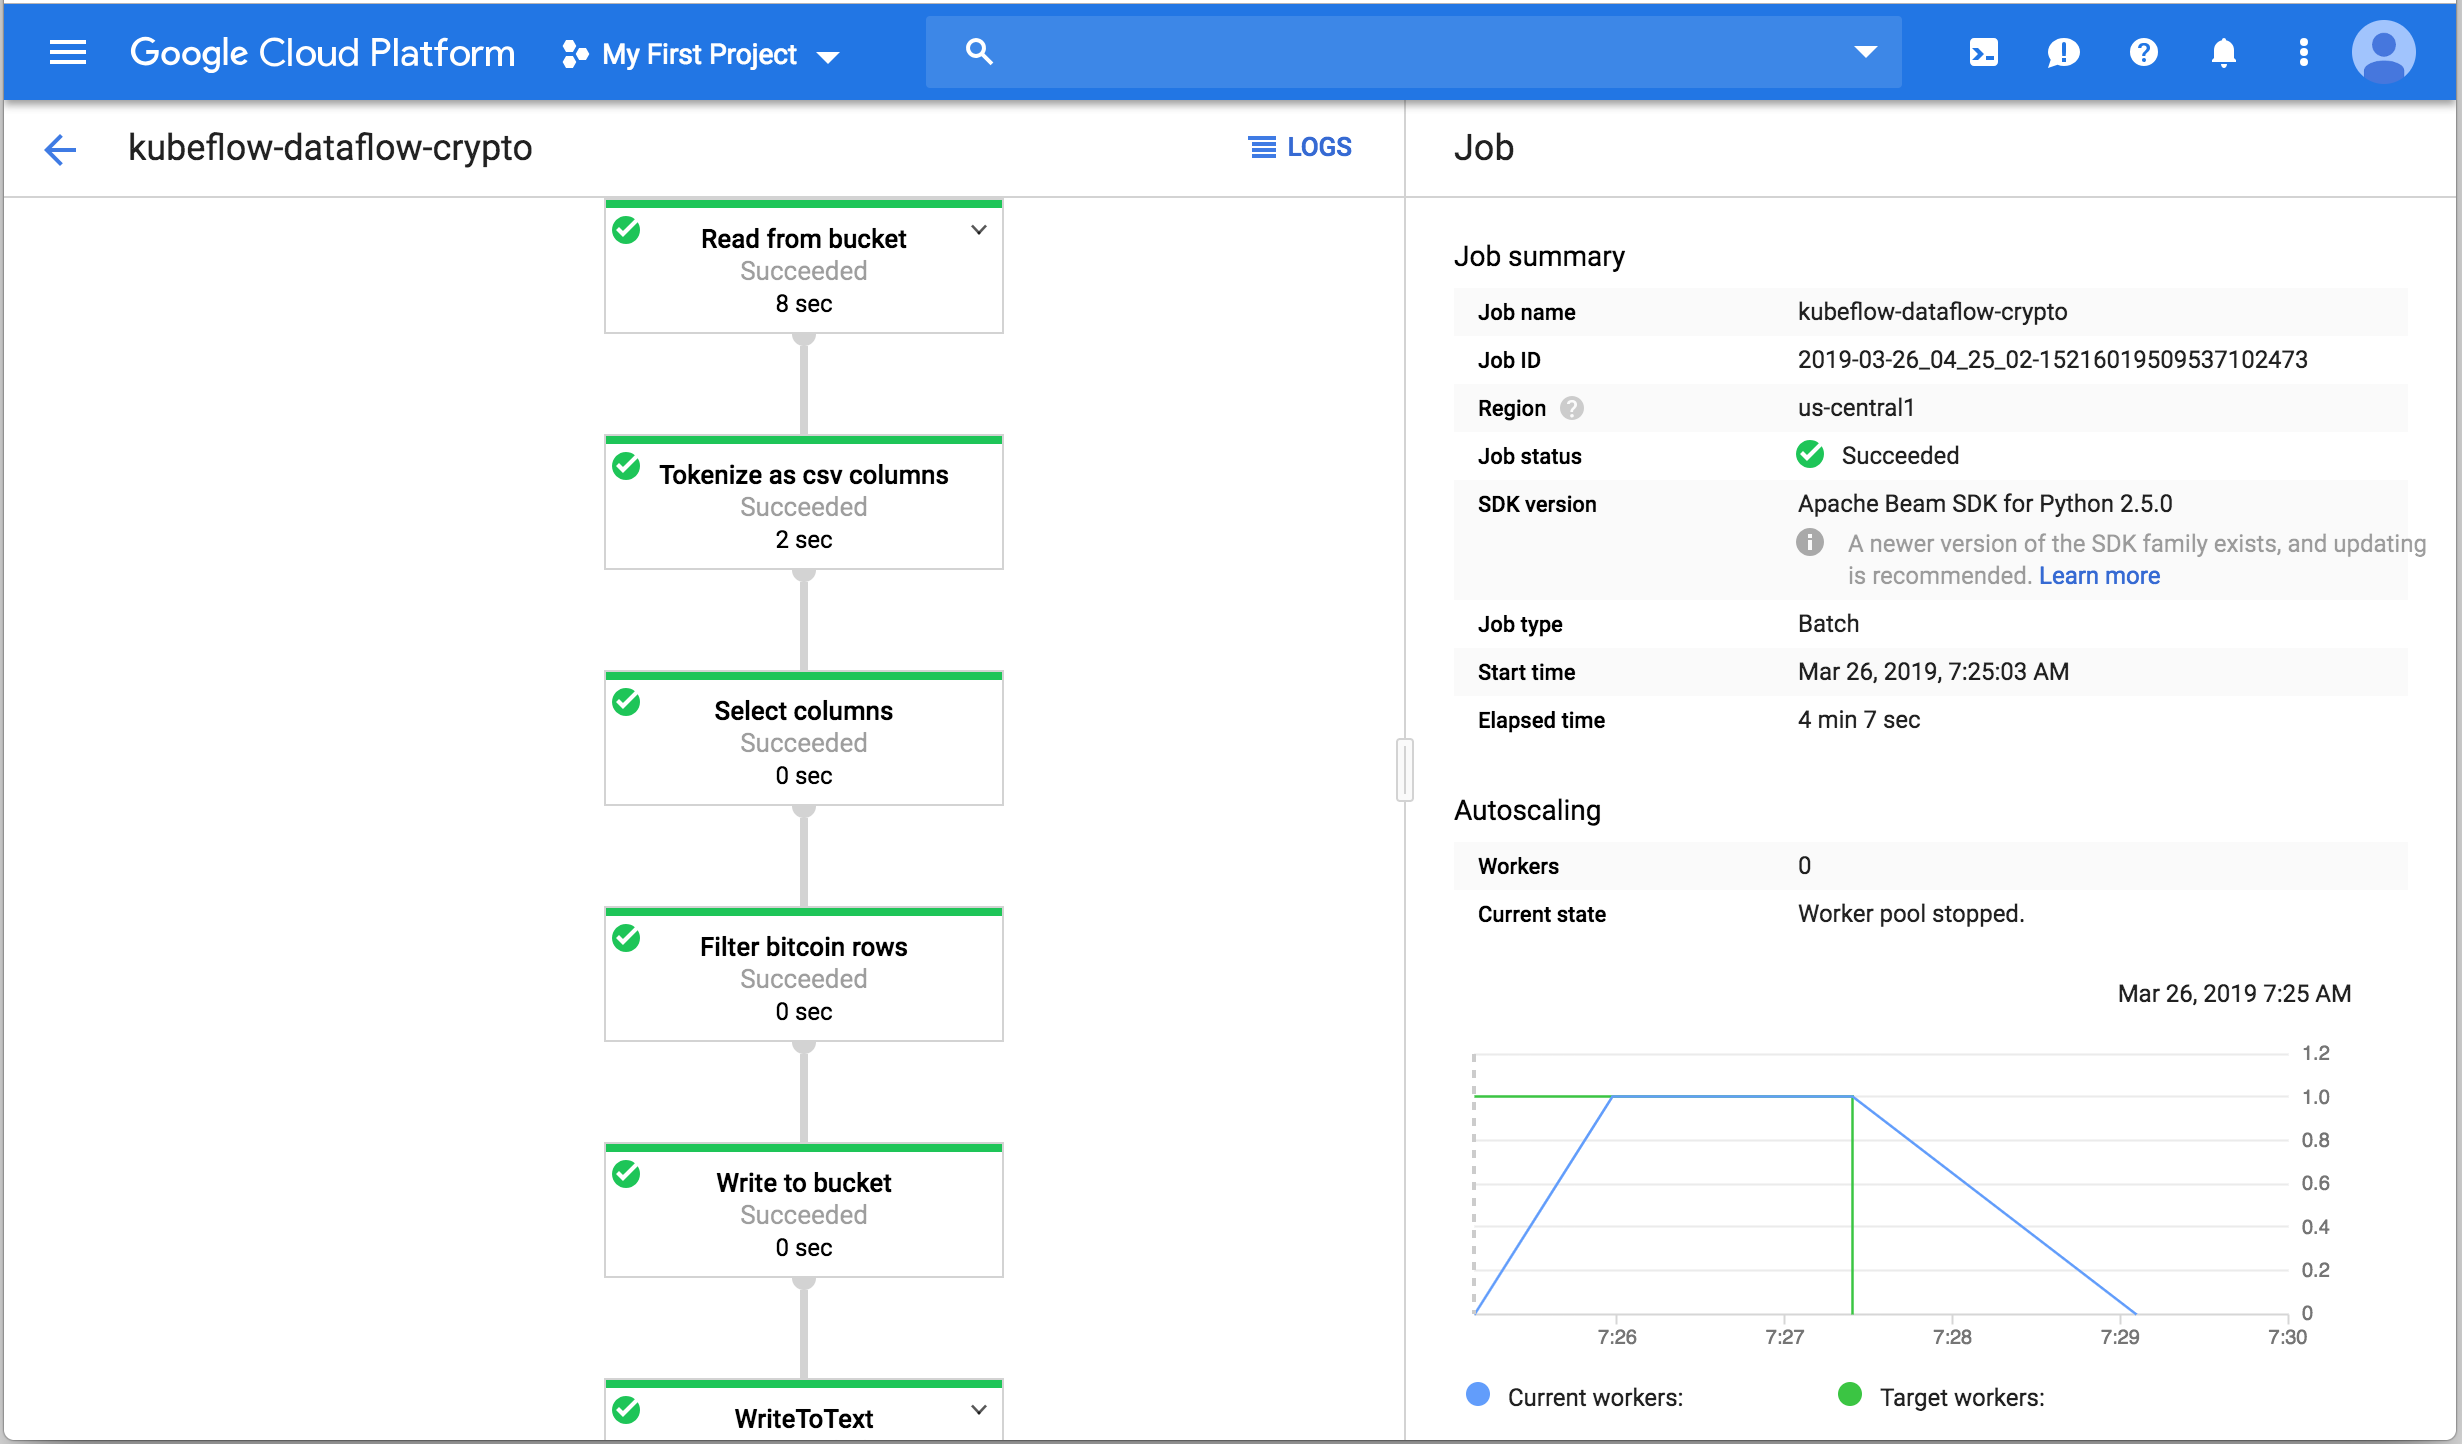 Google Cloud Platform
My First Project
kubeflow-dataflow-crypto
LOGS
Read from bucket
Succeeded
8 sec
Tokenize as csv columns
Succeeded
2 sec
Select columns
Succeeded
0 sec
Filter bitcoin rows
Succeeded
0 sec
Write to bucket
Succeeded
0 sec
WriteToText
Job
Job summary
Job name kubeflow-dataflow-crypto
Job ID 2019-03-26_04_25_02-15216019509537102473
Region ? us-central1
Job status Succeeded
SDK version Apache Beam SDK for Python 2.5.0
A newer version of the SDK family exists, and updating
is recommended. Learn more
Job type Batch
Start time Mar 26, 2019, 7:25:03 AM
Elapsed time 4 min 7 sec
Autoscaling
Workers 0
Current state Worker pool stopped.
Mar 26, 2019 7:25 AM
1.2
1.0
0.8
0.6
0.4
0.2
0
7:26 7:27 7:28 7:29 7:30
Current workers: Target workers: